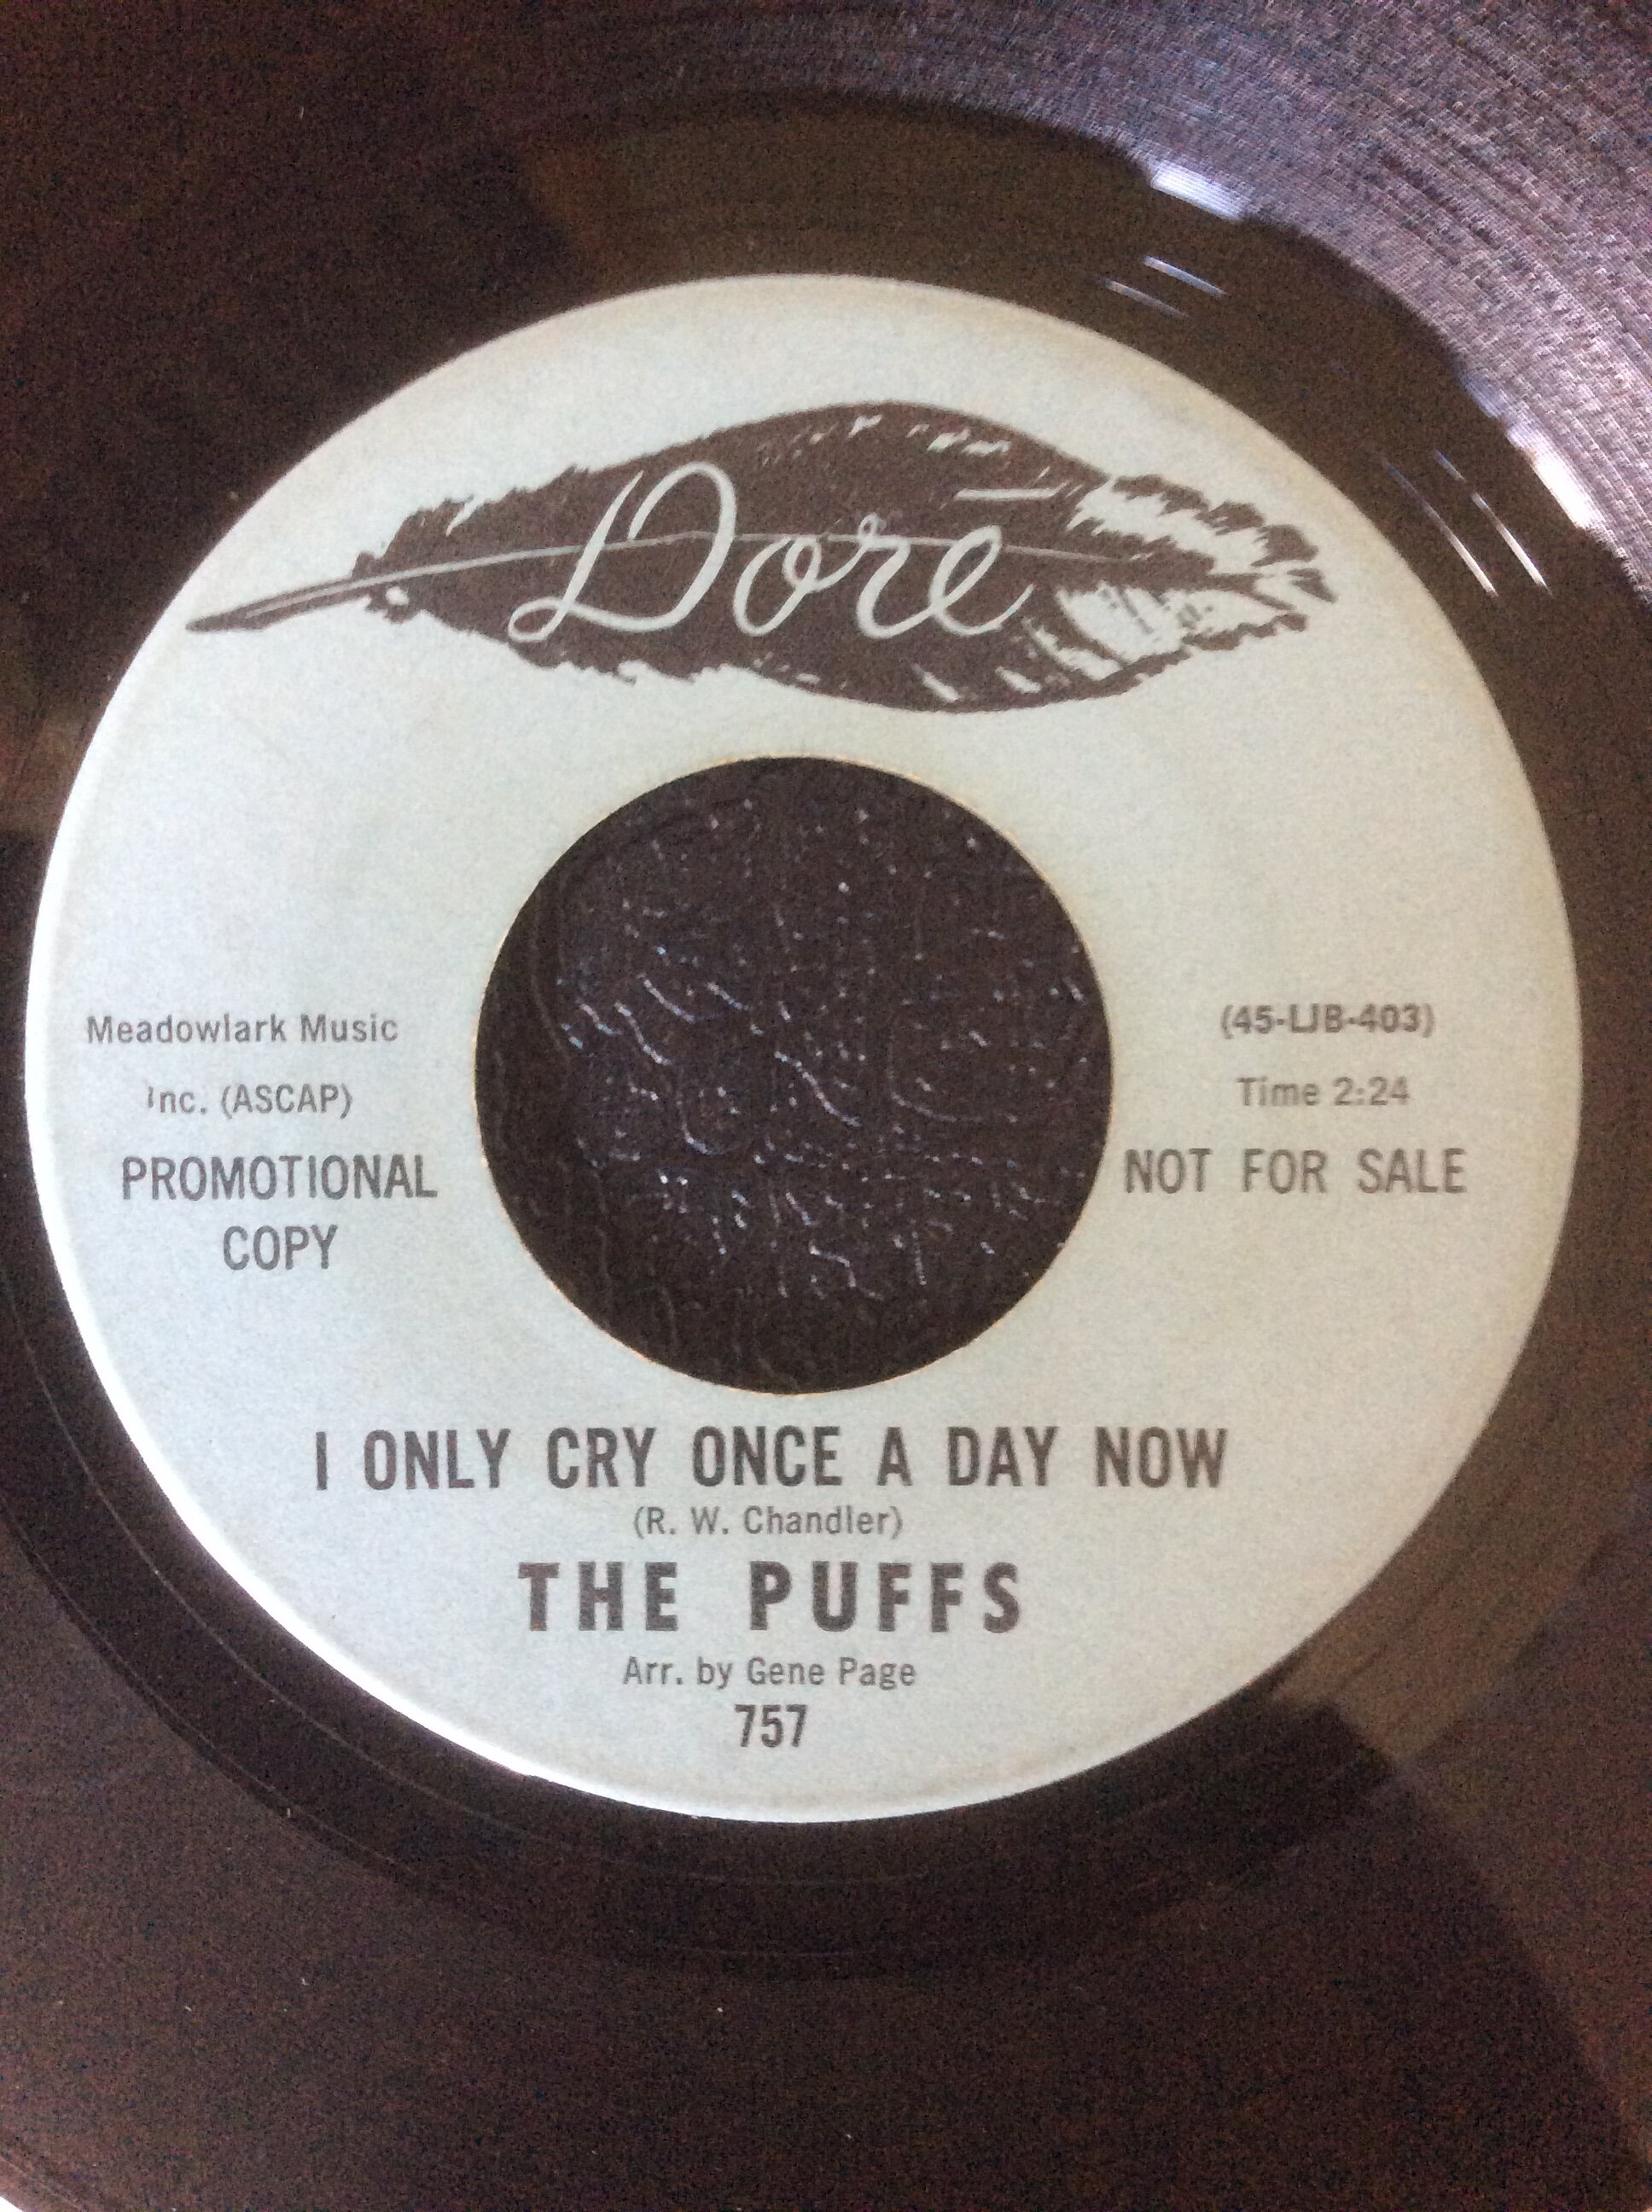 Doré
Meadowlark Music
Inc. (ASCAP)
PROMOTIONAL
COPY
(45-LJB-403)
Time 2:24
NOT FOR SALE
I ONLY CRY ONCE A DAY NOW
(R. W. Chandler)
THE PUFFS
Arr. by Gene Page
757